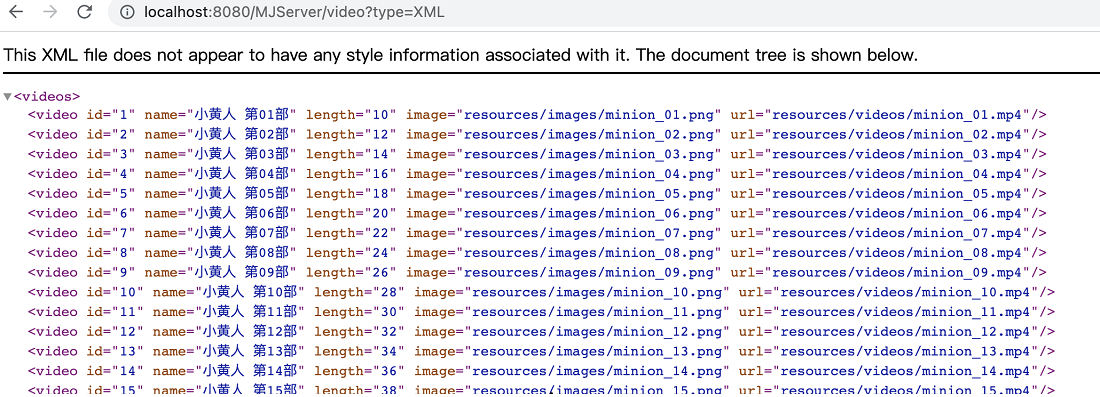 localhost:8080/MJServer/video?type=XML
This XML file does not appear to have any style information associated with it. The document tree is shown below.
▼<videos>
<video id="1" name="小黄人 第01部" length="10" image="resources/images/minion_01.png" url="resources/videos/minion_01.mp4"/>
<video id="2" name="小黄人 第02部" length="12" image="resources/images/minion_02.png" url="resources/videos/minion_02.mp4"/>
<video id="3" name="小黄人 第03部" length="14" image="resources/images/minion_03.png" url="resources/videos/minion_03.mp4"/>
<video id="4" name="小黄人 第04部" length="16" image="resources/images/minion_04.png" url="resources/videos/minion_04.mp4"/>
<video id="5" name="小黄人 第05部" length="18" image="resources/images/minion_05.png" url="resources/videos/minion_05.mp4"/>
<video id="6" name="小黄人 第06部" length="20" image="resources/images/minion_06.png" url="resources/videos/minion_06.mp4"/>
<video id="7" name="小黄人 第07部" length="22" image="resources/images/minion_07.png" url="resources/videos/minion_07.mp4"/>
<video id="8" name="小黄人 第08部" length="24" image="resources/images/minion_08.png" url="resources/videos/minion_08.mp4"/>
<video id="9" name="小黄人 第09部" length="26" image="resources/images/minion_09.png" url="resources/videos/minion_09.mp4"/>
<video id="10" name="小黄人 第10部" length="28" image="resources/images/minion_10.png" url="resources/videos/minion_10.mp4"/>
<video id="11" name="小黄人 第11部" length="30" image="resources/images/minion_11.png" url="resources/videos/minion_11.mp4"/>
<video id="12" name="小黄人 第12部" length="32" image="resources/images/minion_12.png" url="resources/videos/minion_12.mp4"/>
<video id="13" name="小黄人 第13部" length="34" image="resources/images/minion_13.png" url="resources/videos/minion_13.mp4"/>
<video id="14" name="小黄人 第14部" length="36" image="resources/images/minion_14.png" url="resources/videos/minion_14.mp4"/>
<video id="15" name="小黄人 第15部" length="38" image="resources/images/minion_15.png" url="resources/videos/minion_15.mp4"/>